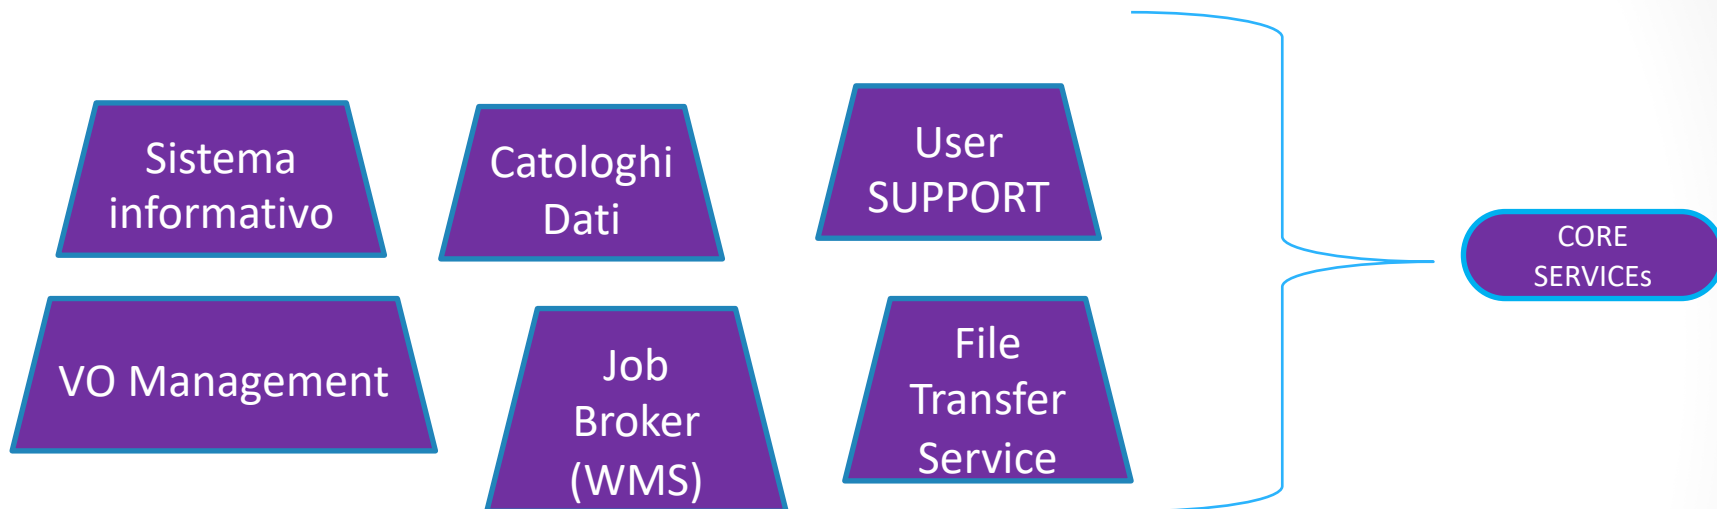 Sistema
informativo
Catologhi
Dati
User
SUPPORT
VO Management
Job
Broker
(WMS)
File
Transfer
Service
CORE
SERVICEs